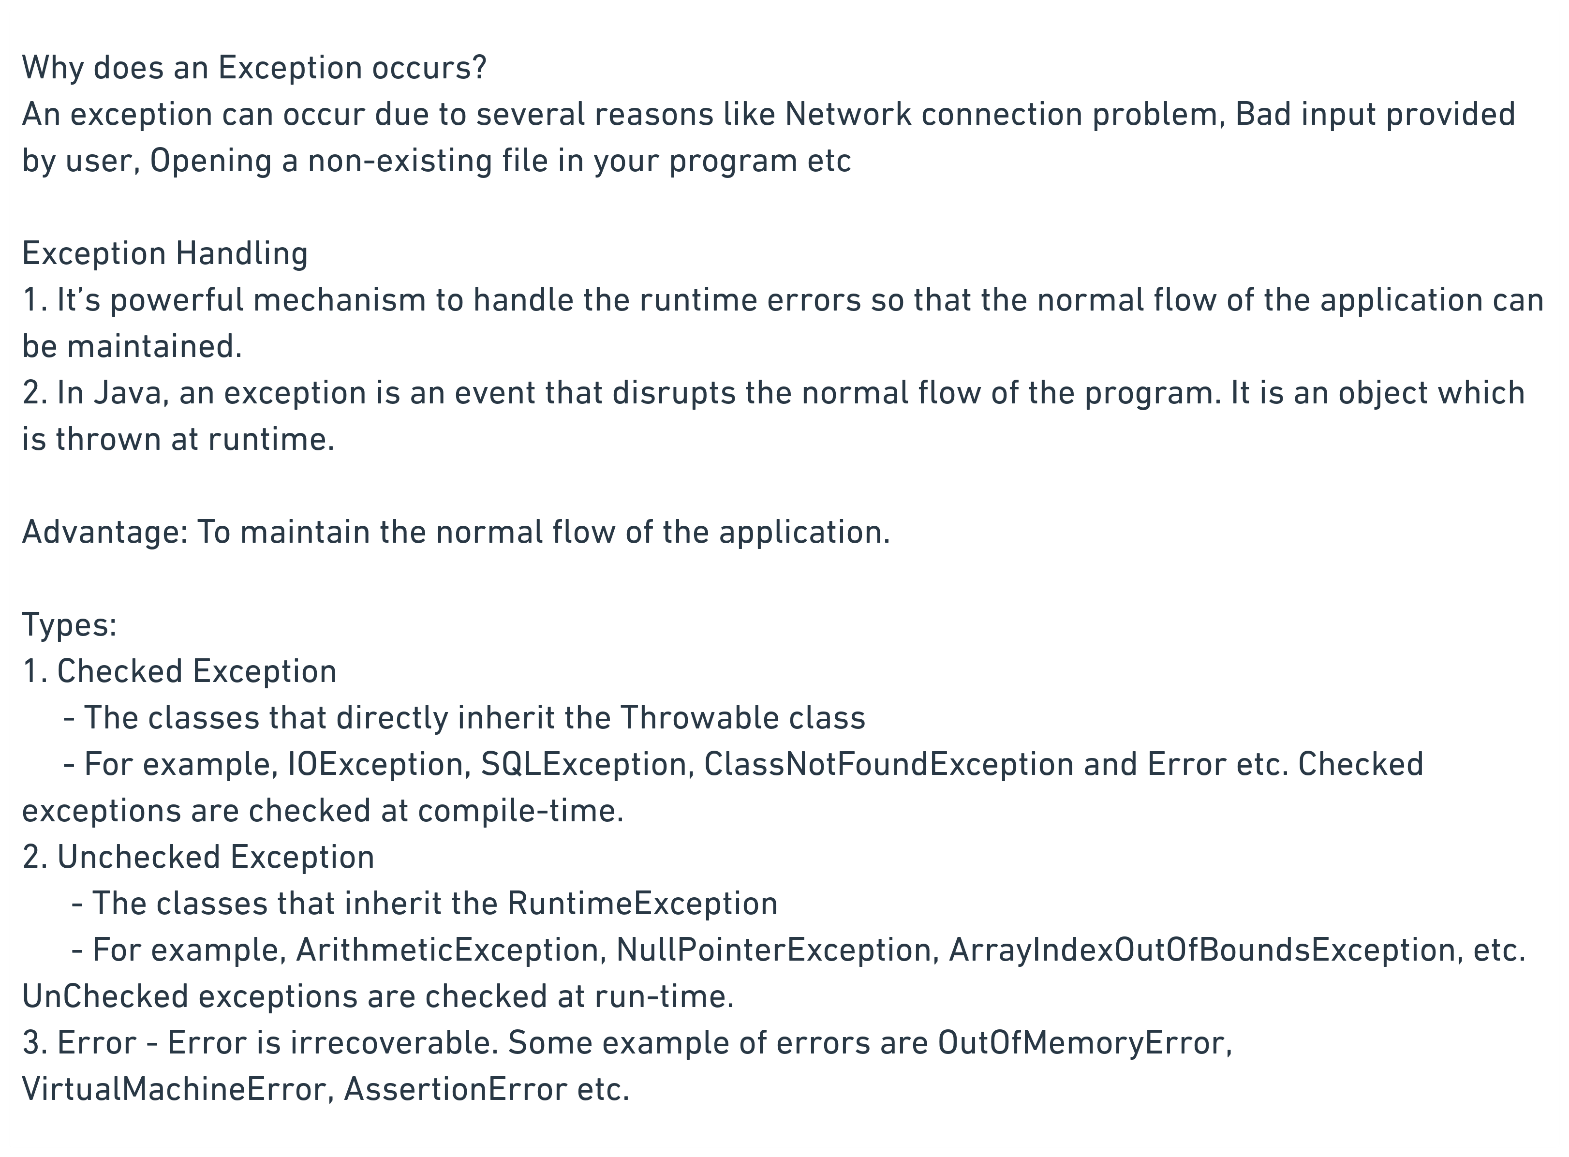 Why does an Exception occurs?
An exception can occur due to several reasons like Network connection problem, Bad input provided
by user, Opening a non-existing file in your program etc
Exception Handling
1. It’s powerful mechanism to handle the runtime errors so that the normal flow of the application can
be maintained.
2. In Java, an exception is an event that disrupts the normal flow of the program. It is an object which
is thrown at runtime.
Advantage: To maintain the normal flow of the application.
Types:
1. Checked Exception
- The classes that directly inherit the Throwable class
- For example, IOException, SQLException, ClassNotFoundException and Error etc. Checked
exceptions are checked at compile-time.
2. Unchecked Exception
- The classes that inherit the RuntimeException
- For example, ArithmeticException, NullPointerException, ArrayIndexOutOfBoundsException, etc.
UnChecked exceptions are checked at run-time.
3. Error - Error is irrecoverable. Some example of errors are OutOfMemoryError,
VirtualMachineError, AssertionError etc.